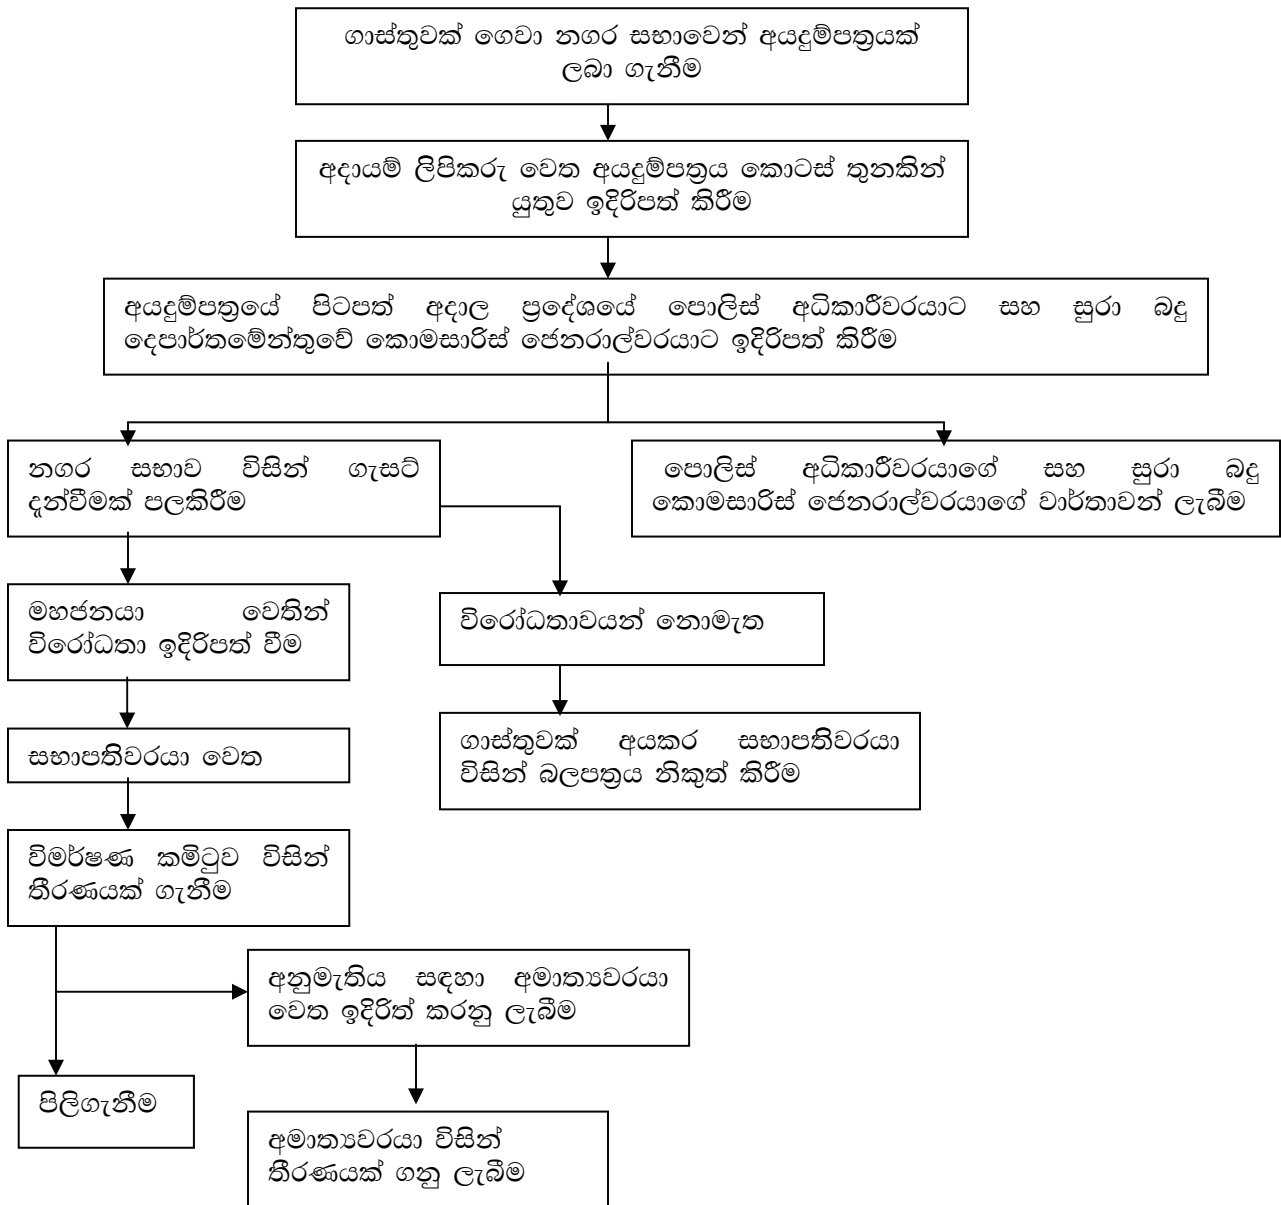 ගාස්තුවක් ගෙවා නගර සභාවෙන් අයදුම්පත්‍රයක්
ලබා ගැනීම
අදායම් ලිපිකරු වෙත අයදුම්පත්‍රය කොටස් තුනකින්
යුතුව ඉදිරිපත් කිරීම
අයදුම්පත්‍රයේ පිටපත් අදාල ප්‍රදේශයේ පොලිස් අධිකාරීවරයාට සහ සුරා බදු
දෙපාර්තමේන්තුවේ කොමසාරිස් ජෙනරාල්වරයාට ඉදිරිපත් කිරීම
නගර සභාව විසින් ගැසට්
දැන්වීමක් පලකිරීම
පොලිස් අධිකාරීවරයාගේ සහ සුරා බදු
කොමසාරිස් ජෙනරාල්වරයාගේ වාර්තාවන් ලැබීම
මහජනයා වෙතින්
විරෝධතා ඉදිරිපත් වීම
විරෝධතාවයන් නොමැත
සභාපතිවරයා වෙත
ගාස්තුවක් අයකර සභාපතිවරයා
විසින් බලපත්‍රය නිකුත් කිරීම
විමර්ෂණ කමිටුව විසින්
තීරණයක් ගැනීම
අනුමැතිය සඳහා අමාත්‍යවරයා
වෙත ඉදිරිත් කරනු ලැබීම
පිලිගැනීම
අමාත්‍යවරයා විසින්
තීරණයක් ගනු ලැබීම